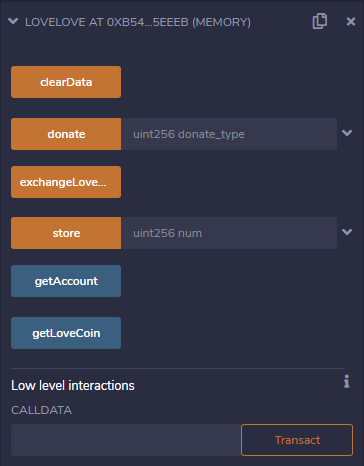 LOVELOVE AT 0XB54...5EEEB (MEMORY)
clearData
donate uint256 donate_type
exchangeLove...
store uint256 num
getAccount
getLoveCoin
Low level interactions
CALLDATA
Transact